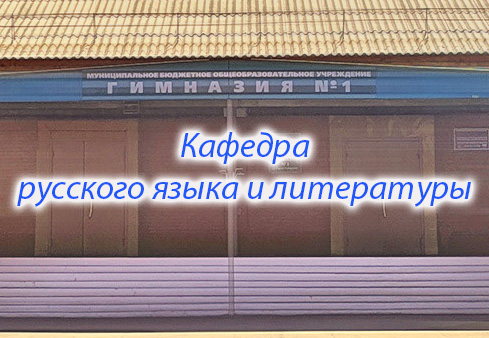 МУНИЦИПАЛЬНОЕ БЮДЖЕТНОЕ ОБЩЕОБРАЗОВАТЕЛЬНОЕ УЧРЕЖДЕНИЕ
ГИМНАЗИЯ №1
Кафедра
русского языка и литературы